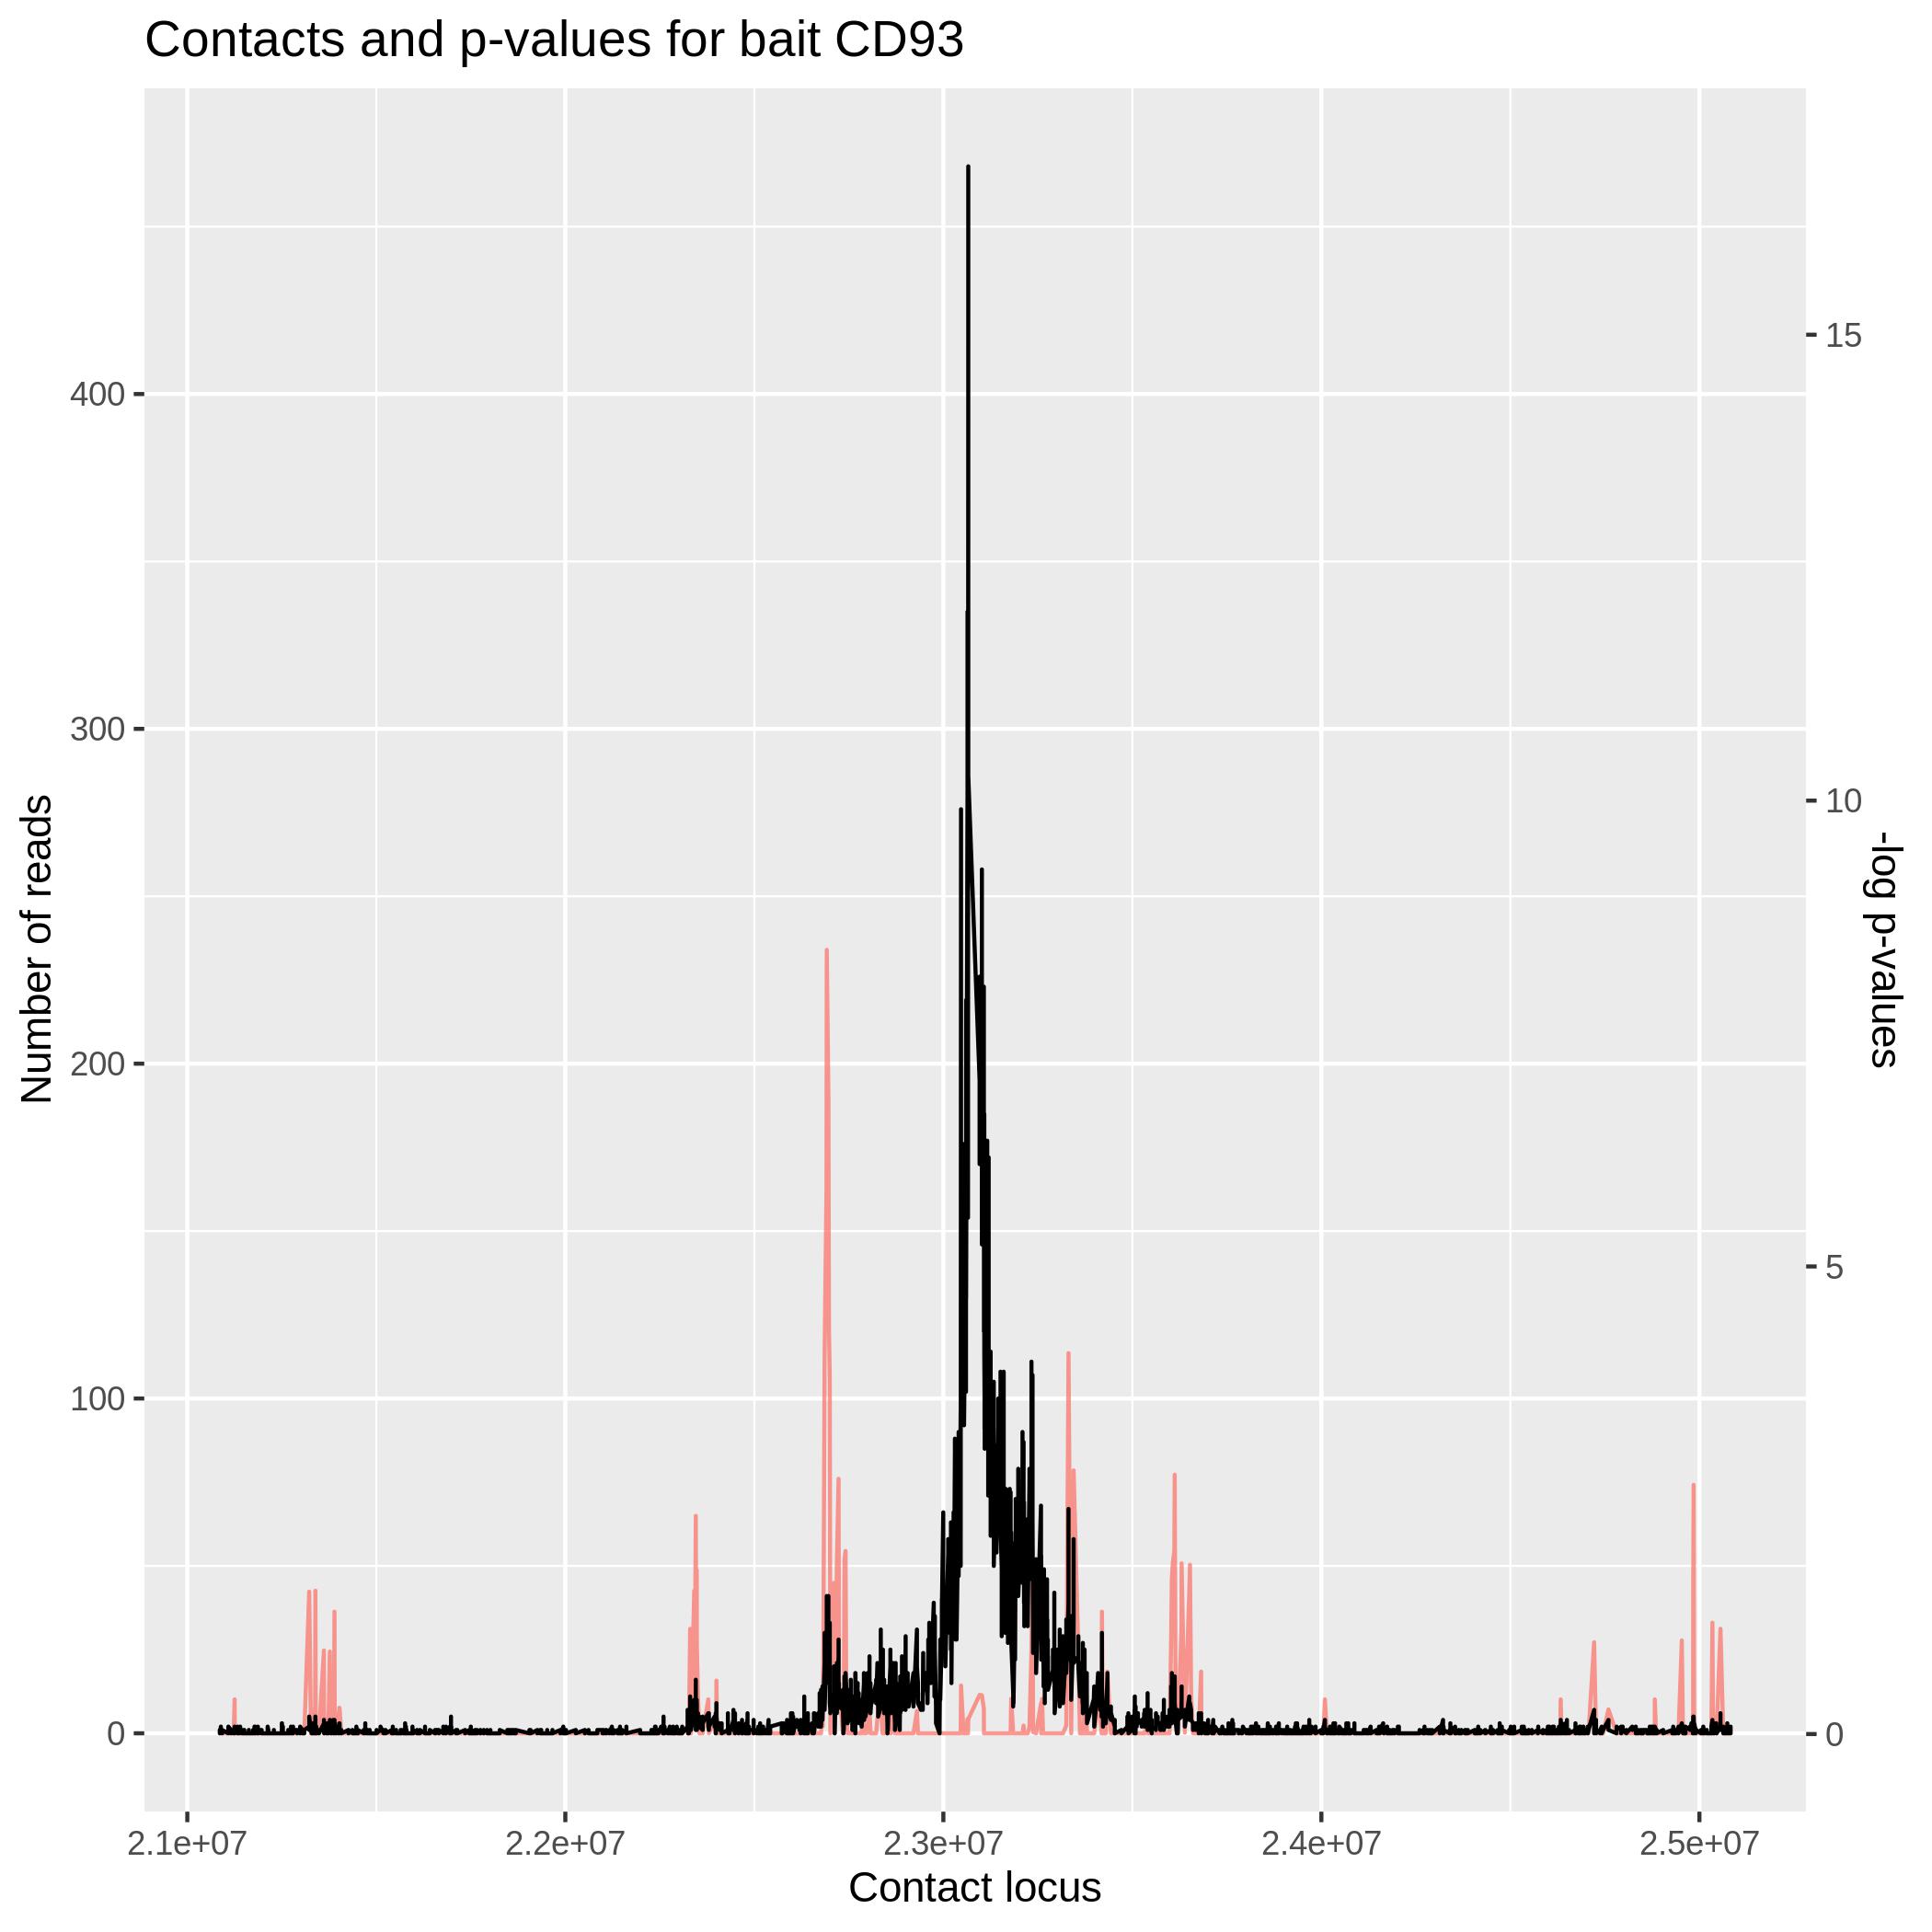 Contacts and p-values for bait CD93
Number of reads
400
300
200
100
0
15
10
5
0
-log p-values
2.1e+07
2.2e+07
2.3e+07
2.4e+07
2.5e+07
Contact locus